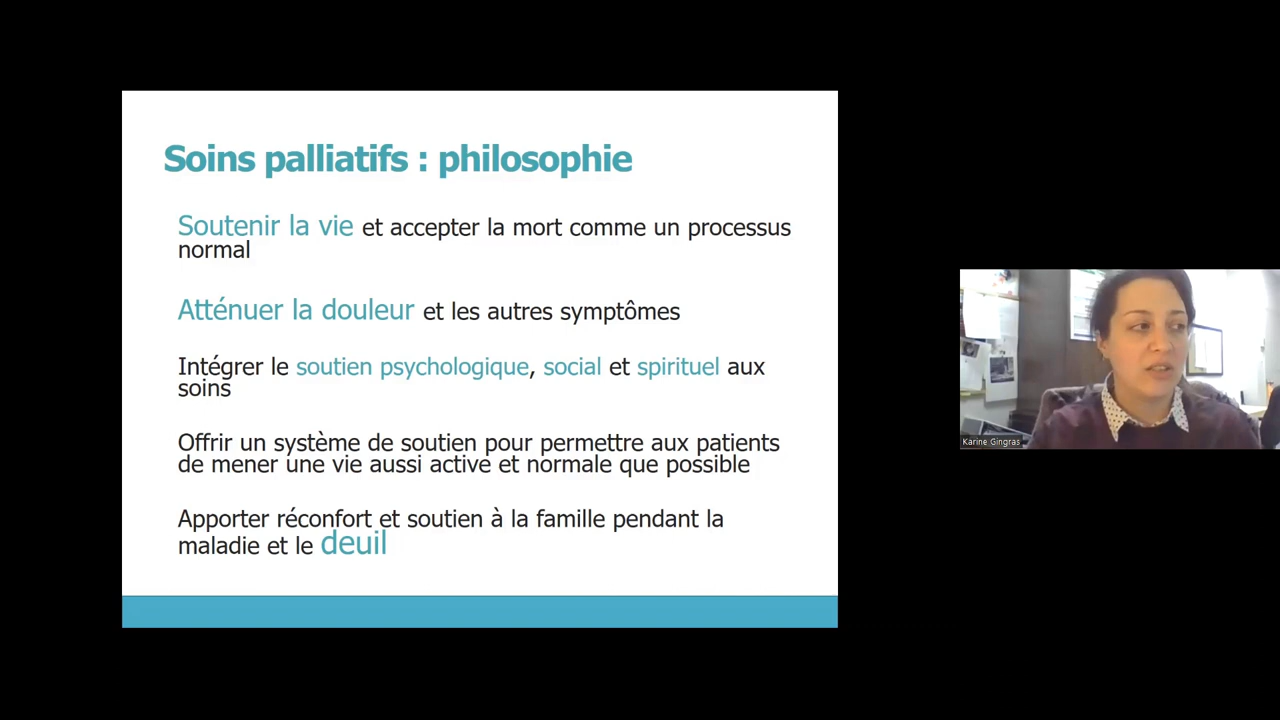 Soins palliatifs : philosophie
Soutenir la vie et accepter la mort comme un processus
normal
Atténuer la douleur et les autres symptômes
Intégrer le soutien psychologique, social et spirituel aux
soins
Offrir un système de soutien pour permettre aux patients
de mener une vie aussi active et normale que possible
Apporter réconfort et soutien à la famille pendant la
maladie et le deuil
Karine Gingras